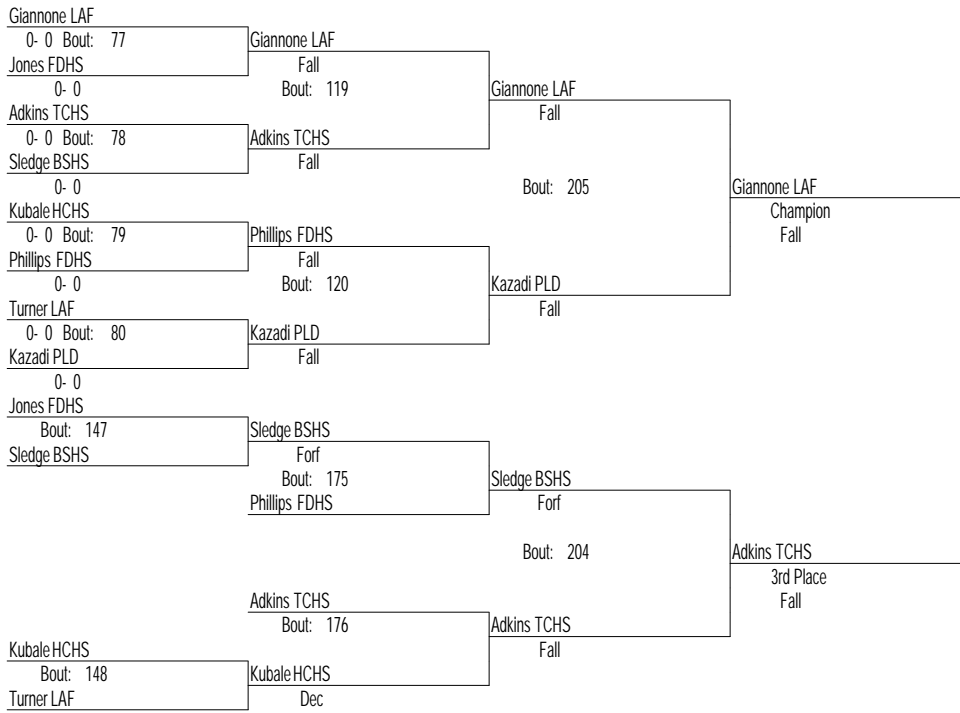 Giannone LAF
0- 0 Bout: 77 Giannone LAF
Jones FDHS Fall
0- 0 Bout: 119 Giannone LAF
Adkins TCHS Fall
0- 0 Bout: 78 Adkins TCHS
Sledge BSHS Fall
0- 0 Bout: 205 Giannone LAF
Kubale HCHS Champion
0- 0 Bout: 79 Phillips FDHS Fall
Phillips FDHS Fall
0- 0 Bout: 120 Kazadi PLD
Turner LAF Fall
0- 0 Bout: 80 Kazadi PLD
Kazadi PLD Fall
0- 0
Jones FDHS
Bout: 147 Sledge BSHS
Sledge BSHS Forf
Bout: 175 Sledge BSHS
Phillips FDHS Forf
Bout: 204 Adkins TCHS
3rd Place
Adkins TCHS Fall
Bout: 176 Adkins TCHS
Kubale HCHS Fall
Bout: 148 Kubale HCHS
Turner LAF Dec